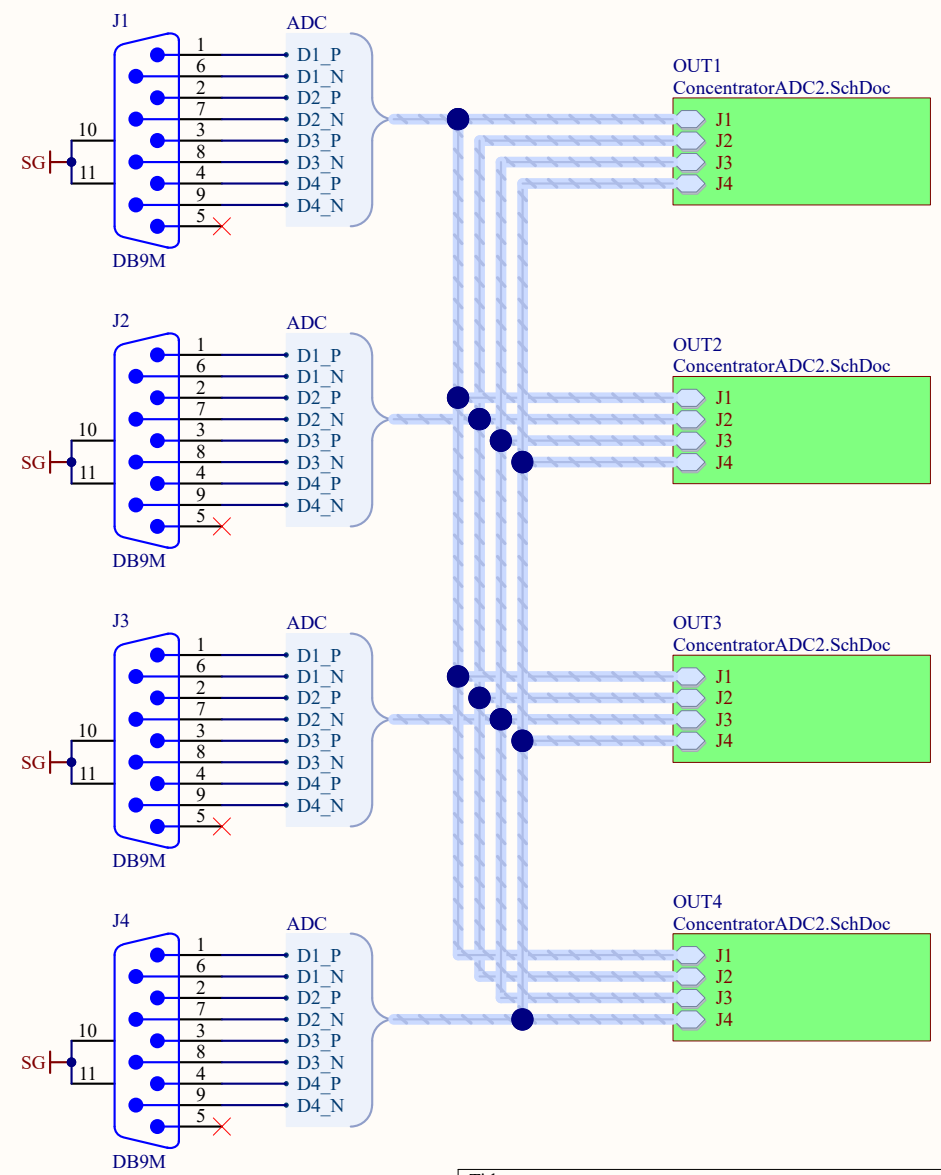 J1
ADC
1 D1_P
6 D1_N
2 D2_P
7 D2_N
3 D3_P
8 D3_N
4 D4_P
9 D4_N
5
10
SG
11
DB9M
OUT1
ConcentratorADC2.SchDoc
J1
J2
J3
J4
J2
ADC
1 D1_P
6 D1_N
2 D2_P
7 D2_N
3 D3_P
8 D3_N
4 D4_P
9 D4_N
5
10
SG
11
DB9M
OUT2
ConcentratorADC2.SchDoc
J1
J2
J3
J4
J3
ADC
1 D1_P
6 D1_N
2 D2_P
7 D2_N
3 D3_P
8 D3_N
4 D4_P
9 D4_N
5
10
SG
11
DB9M
OUT3
ConcentratorADC2.SchDoc
J1
J2
J3
J4
J4
ADC
1 D1_P
6 D1_N
2 D2_P
7 D2_N
3 D3_P
8 D3_N
4 D4_P
9 D4_N
5
10
SG
11
DB9M
OUT4
ConcentratorADC2.SchDoc
J1
J2
J3
J4